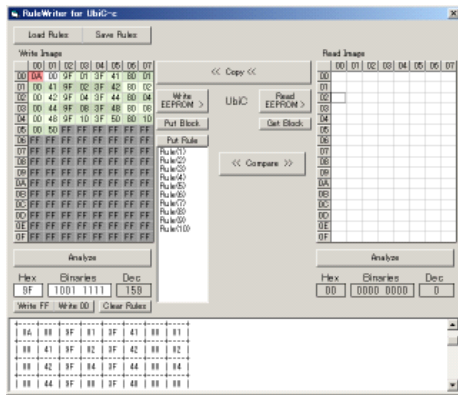 RuleWriter for UbiC-c
Load Rules Save Rules
Write Image
00 01 02 03 04 05 06 07
00 DA 00 9F 01 3F 41 80 01
01 00 41 9F 02 3F 42 80 02
02 00 42 9F 04 3F 44 80 04
03 00 44 9F 08 3F 48 80 08
04 00 48 9F 10 3F 50 80 10
05 00 50 FF FF FF FF FF FF
06 FF FF FF FF FF FF FF FF
07 FF FF FF FF FF FF FF FF
08 FF FF FF FF FF FF FF FF
09 FF FF FF FF FF FF FF FF
0A FF FF FF FF FF FF FF FF
0B FF FF FF FF FF FF FF FF
0C FF FF FF FF FF FF FF FF
0D FF FF FF FF FF FF FF FF
0E FF FF FF FF FF FF FF FF
0F FF FF FF FF FF FF FF FF
Analyze
Hex Binaries Dec
9F 1001 1111 159
Write FF Write 00 Clear Rules
<< Copy <<
Write EEPROM >
UbiC
Read EEPROM >
Put Block
Get Block
Put Rule
<< Compare >>
Rule(1)
Rule(2)
Rule(3)
Rule(4)
Rule(5)
Rule(6)
Rule(7)
Rule(8)
Rule(9)
Rule(10)
Read Image
00 01 02 03 04 05 06 07
00
01
02
03
04
05
06
07
08
09
0A
0B
0C
0D
0E
0F
Analyze
Hex Binaries Dec
00 0000 0000 0
| 00 | 41 | 9F | 02 | 3F | 42 | 80 | 02 |
| 00 | 42 | 9F | 04 | 3F | 44 | 80 | 04 |
| 00 | 44 | 9F | 08 | 3F | 48 | 80 | 08 |